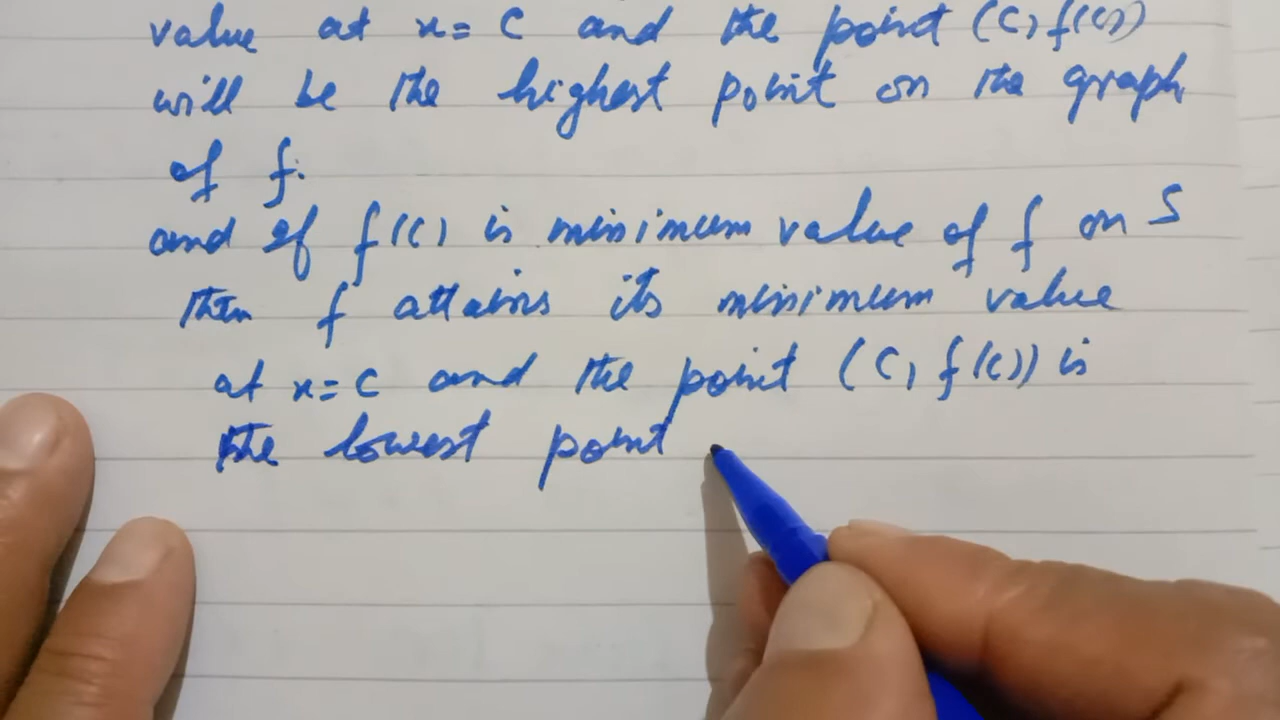 value at x = c and the point (c, f(c))
will be the highest point on the graph
of f.
and if f(c) is minimum value of f on S
then f attains its minimum value
at x = c and the point (c, f(c)) is
the lowest point